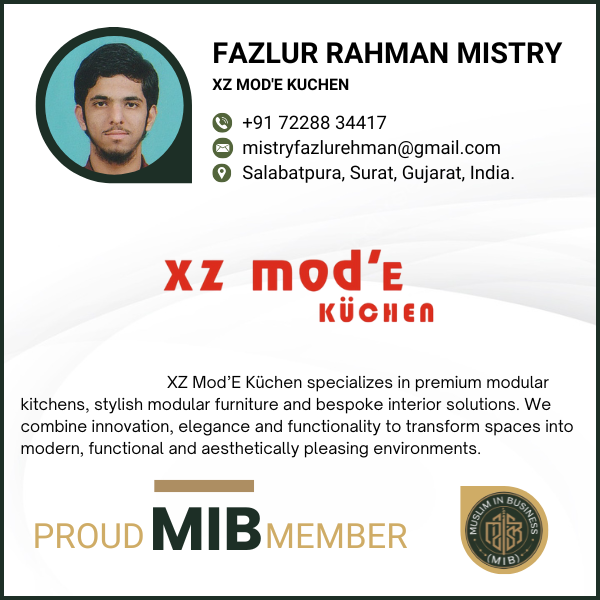 FAZLUR RAHMAN MISTRY
XZ MOD'E KUCHEN
+91 72288 34417
mistryfazlurehman@gmail.com
Salabatpura, Surat, Gujarat, India.
XZ mod’E
KÜCHEN
XZ Mod’E Küchen specializes in premium modular
kitchens, stylish modular furniture and bespoke interior solutions. We
combine innovation, elegance and functionality to transform spaces into
modern, functional and aesthetically pleasing environments.
PROUD MIB MEMBER
MUSLIM IN BUSINESS
(MIB)